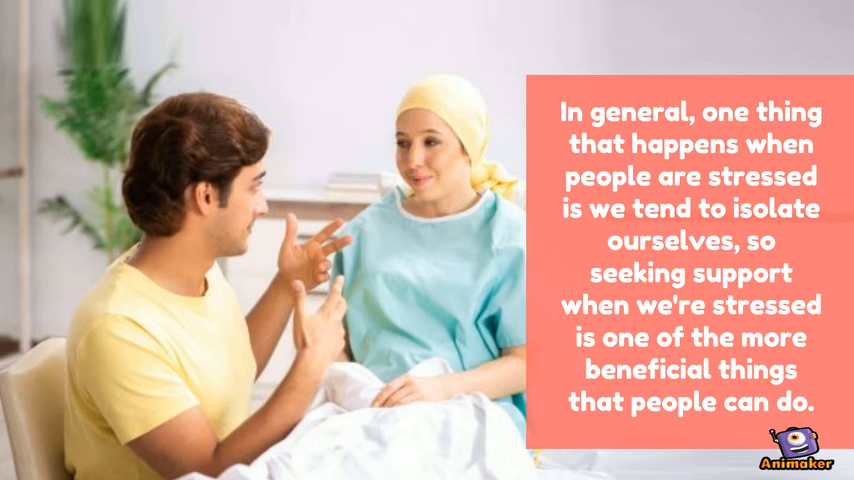 In general, one thing
that happens when
people are stressed
is we tend to isolate
ourselves, so
seeking support
when we're stressed
is one of the more
beneficial things
that people can do.
Animaker